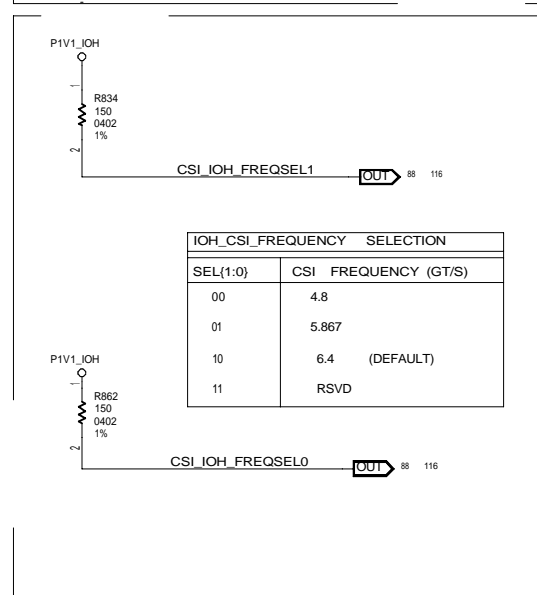 P1V1_IOH
1
R834
150
0402
1%
2
CSI_IOH_FREQSEL1 OUT 88 116
IOH_CSI_FREQUENCY SELECTION
SEL{1:0} CSI FREQUENCY (GT/S)
00 4.8
01 5.867
10 6.4 (DEFAULT)
11 RSVD
P1V1_IOH
1
R862
150
0402
1%
2
CSI_IOH_FREQSEL0 OUT 88 116